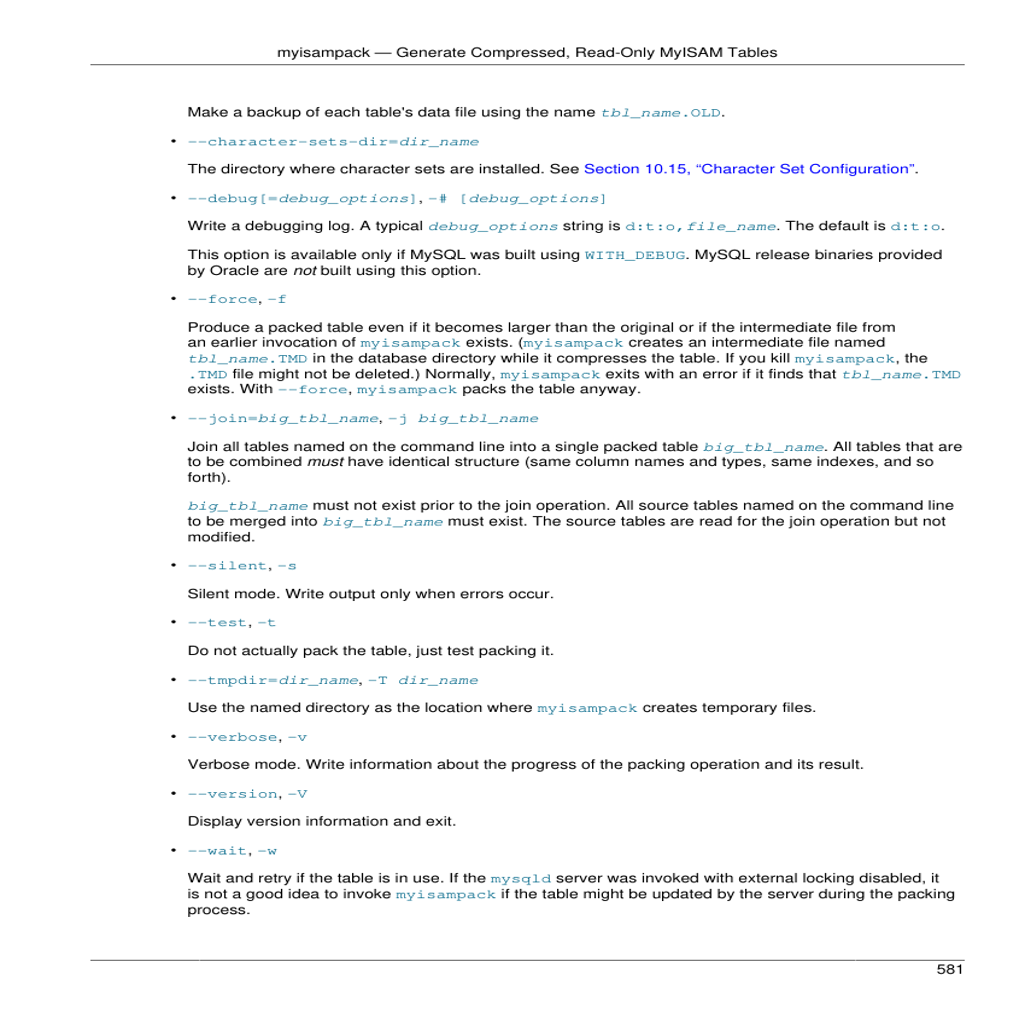 myisampack — Generate Compressed, Read-Only MyISAM Tables
Make a backup of each table's data file using the name tbl_name.OLD.
• --character-sets-dir=dir_name
The directory where character sets are installed. See Section 10.15, “Character Set Configuration”.
• --debug[=debug_options], -# [debug_options]
Write a debugging log. A typical debug_options string is d:t:o,file_name. The default is d:t:o.
This option is available only if MySQL was built using WITH_DEBUG. MySQL release binaries provided
by Oracle are not built using this option.
• --force, -f
Produce a packed table even if it becomes larger than the original or if the intermediate file from
an earlier invocation of myisampack exists. (myisampack creates an intermediate file named
tbl_name.TMD in the database directory while it compresses the table. If you kill myisampack, the
.TMD file might not be deleted.) Normally, myisampack exits with an error if it finds that tbl_name.TMD
exists. With --force, myisampack packs the table anyway.
• --join=big_tbl_name, -j big_tbl_name
Join all tables named on the command line into a single packed table big_tbl_name. All tables that are
to be combined must have identical structure (same column names and types, same indexes, and so
forth).
big_tbl_name must not exist prior to the join operation. All source tables named on the command line
to be merged into big_tbl_name must exist. The source tables are read for the join operation but not
modified.
• --silent, -s
Silent mode. Write output only when errors occur.
• --test, -t
Do not actually pack the table, just test packing it.
• --tmpdir=dir_name, -T dir_name
Use the named directory as the location where myisampack creates temporary files.
• --verbose, -v
Verbose mode. Write information about the progress of the packing operation and its result.
• --version, -V
Display version information and exit.
• --wait, -w
Wait and retry if the table is in use. If the mysqld server was invoked with external locking disabled, it
is not a good idea to invoke myisampack if the table might be updated by the server during the packing
process.
581